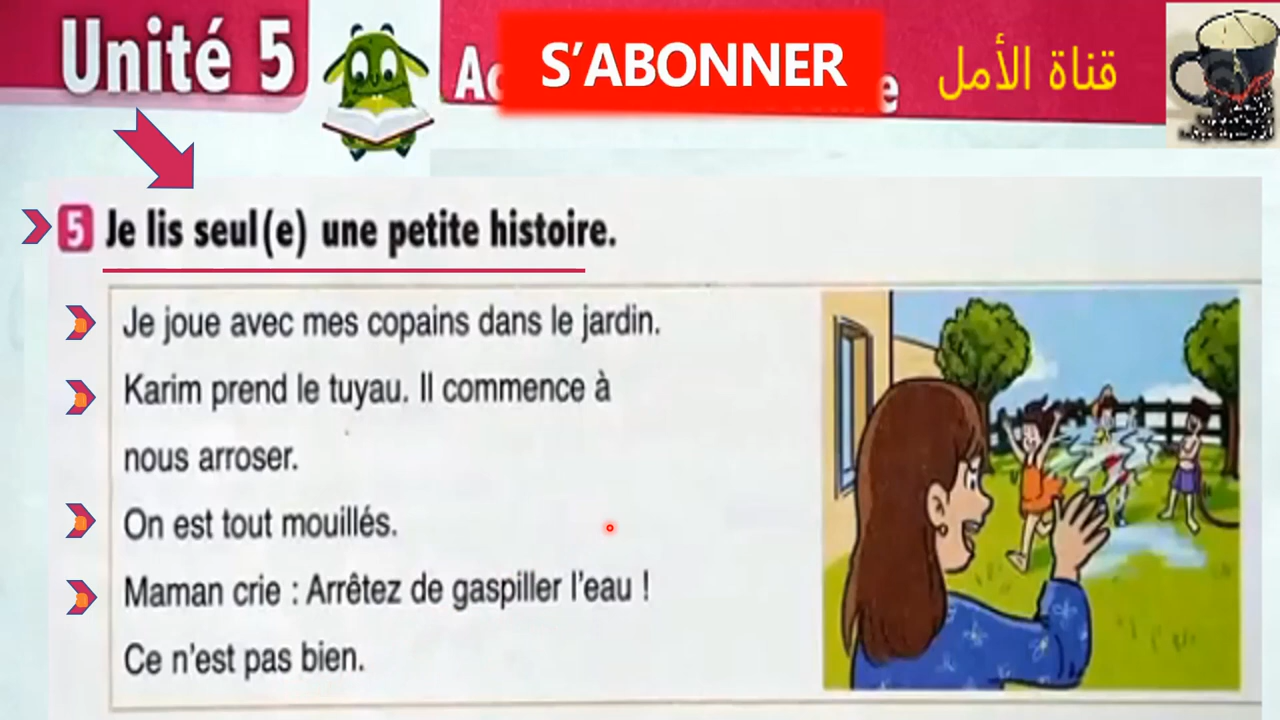 Unité 5
S'ABONNER
قناة الأمل
5 Je lis seul(e) une petite histoire.
Je joue avec mes copains dans le jardin.
Karim prend le tuyau. Il commence à
nous arroser.
On est tout mouillés.
Maman crie : Arrêtez de gaspiller l'eau !
Ce n'est pas bien.